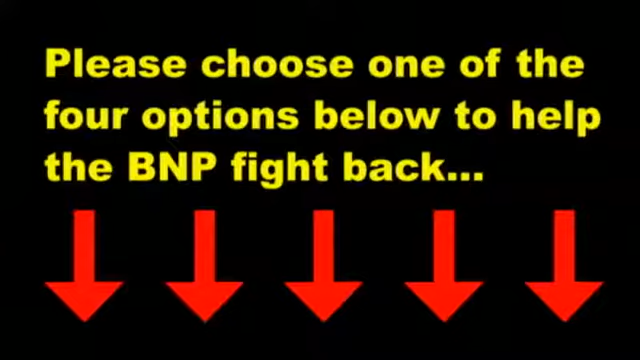 Please choose one of the
four options below to help
the BNP fight back...